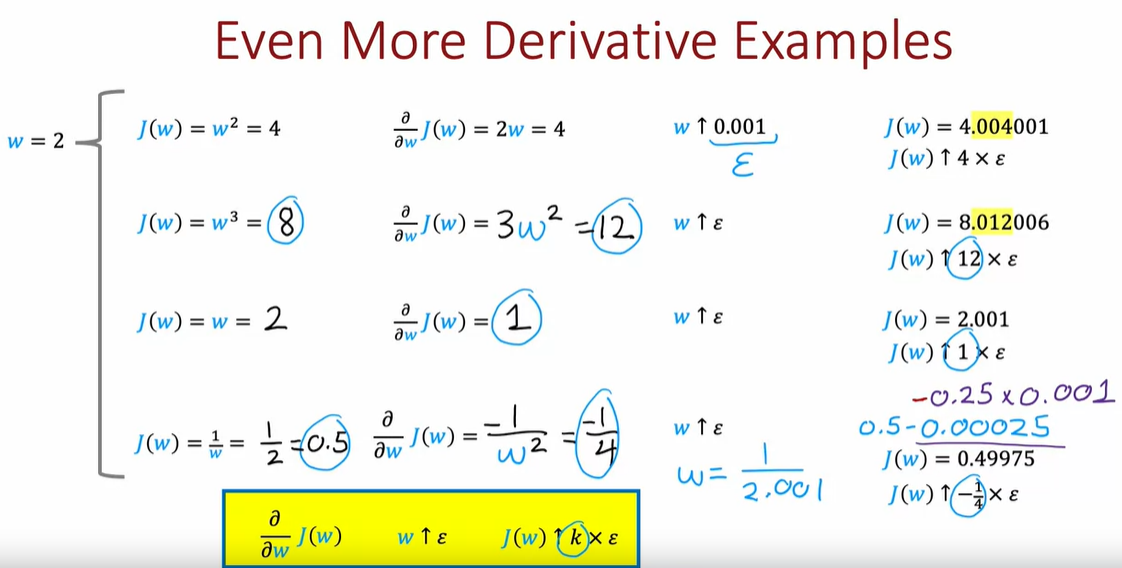 Even More Derivative Examples
w = 2
J(w) = w² = 4   ∂/∂w J(w) = 2w = 4   w ↑ 0.001   J(w) = 4.004001
ε   J(w) ↑ 4 × ε
J(w) = w³ = 8   ∂/∂w J(w) = 3w² = 12   w ↑ ε   J(w) = 8.012006
J(w) ↑ 12 × ε
J(w) = w = 2   ∂/∂w J(w) = 1   w ↑ ε   J(w) = 2.001
J(w) ↑ 1 × ε
-0.25 x 0.001
J(w) = 1/w = 1/2 = 0.5   ∂/∂w J(w) = -1/w² = -1/4   w ↑ ε   0.5-0.00025
w = 1/2.001   J(w) = 0.49975
J(w) ↑ -1/4 × ε
∂/∂w J(w)   w ↑ ε   J(w) ↑ k × ε